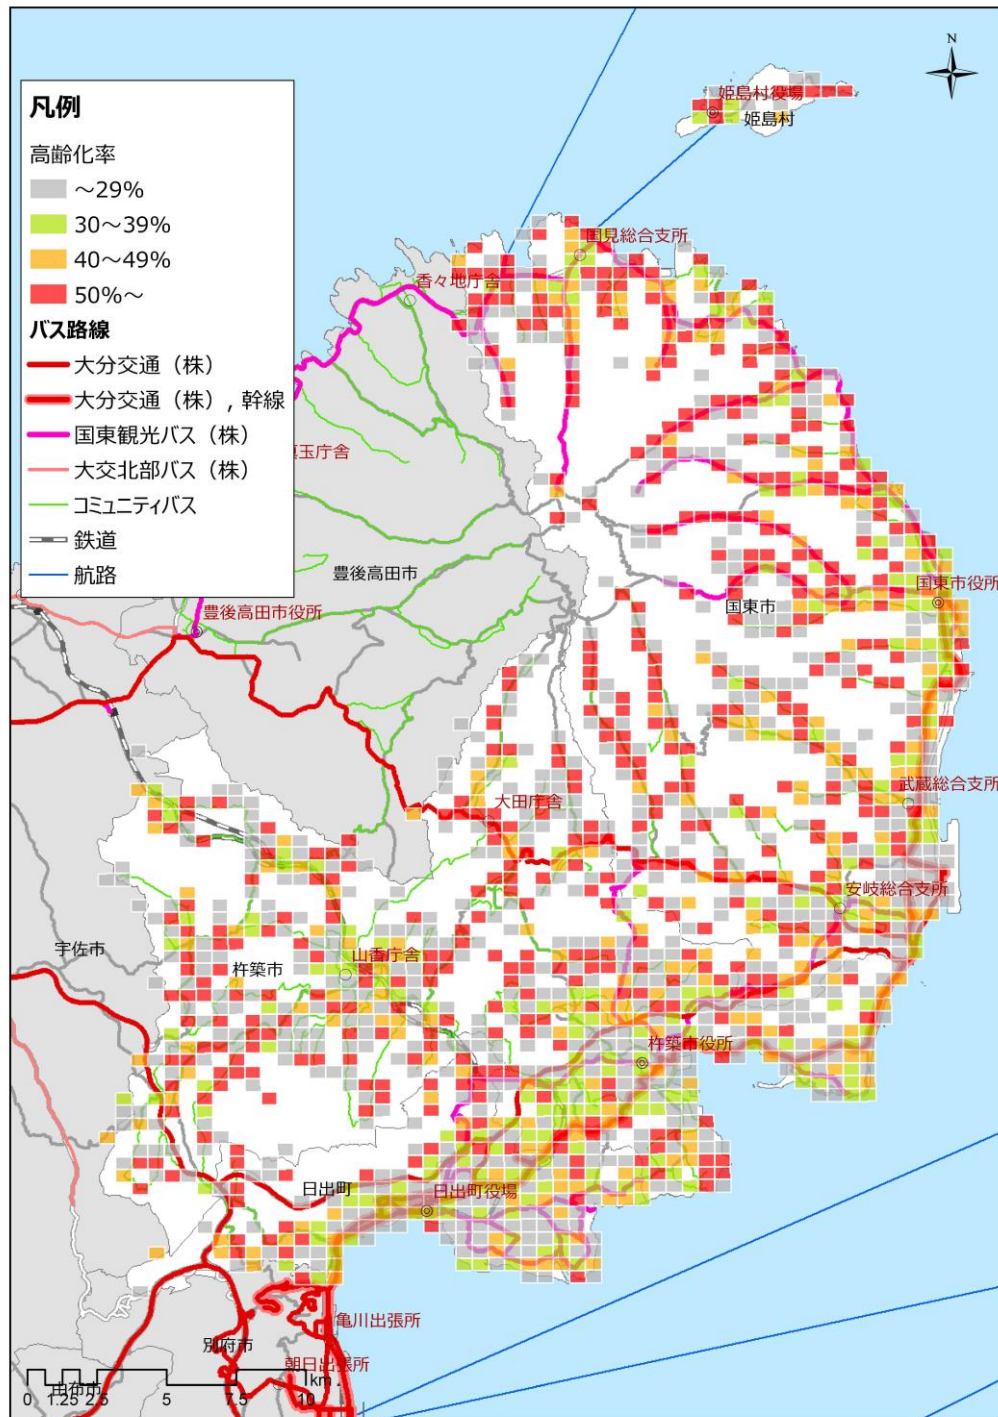 N
凡例
高齢化率
～29%
30～39%
40～49%
50%～
バス路線
大分交通（株）
大分交通（株）, 幹線
国東観光バス（株）
大交北部バス（株）
コミュニティバス
鉄道
航路
姫島村役場
姫島村
国見総合支所
香々地庁舎
真玉庁舎
豊後高田市
豊後高田市役所
国東市
国東市役所
武蔵総合支所
大田庁舎
安岐総合支所
宇佐市
杵築市
山香庁舎
杵築市役所
日出町
日出町役場
亀川出張所
別府市
朝日出張所
由布市
km
0 1.25 2.5 5 7.5 10